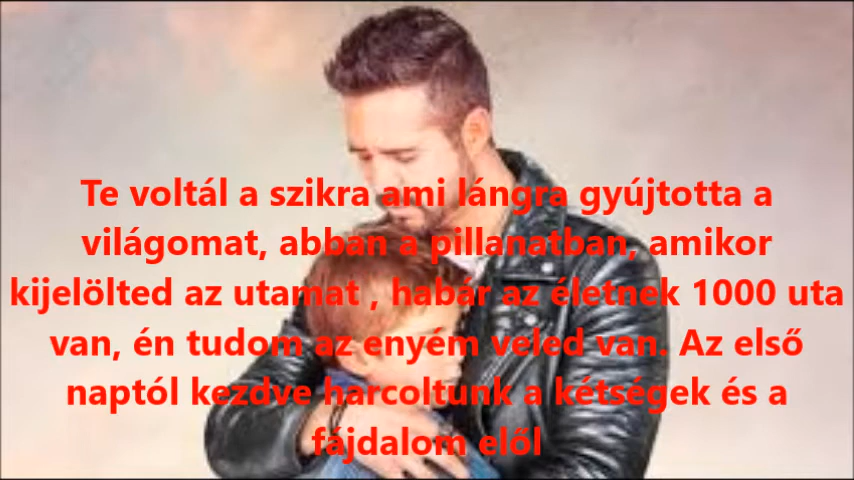 Te voltál a szikra ami lángra gyújtotta a
világomat, abban a pillanatban, amikor
kijelölted az utamat , habár az életnek 1000 uta
van, én tudom az enyém veled van. Az első
naptól kezdve harcoltunk a kétségek és a
fájdalom elől